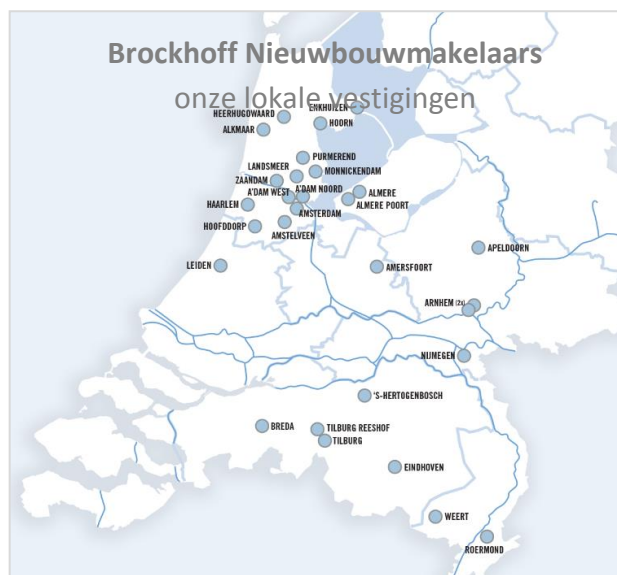 Brockhoff Nieuwbouwmakelaars
onze lokale vestigingen
ENKHUIZEN
HEERHUGOWAARD
HOORN
ALKMAAR
PURMEREND
LANDSMEER
MONNICKENDAM
ZAANDAM
A'DAM WEST
A'DAM NOORD
ALMERE
ALMERE POORT
HAARLEM
AMSTERDAM
HOOFDDORP
AMSTELVEEN
APELDOORN
LEIDEN
AMERSFOORT
ARNHEM (2x)
NIJMEGEN
'S-HERTOGENBOSCH
BREDA
TILBURG REESHOF
TILBURG
EINDHOVEN
WEERT
ROERMOND